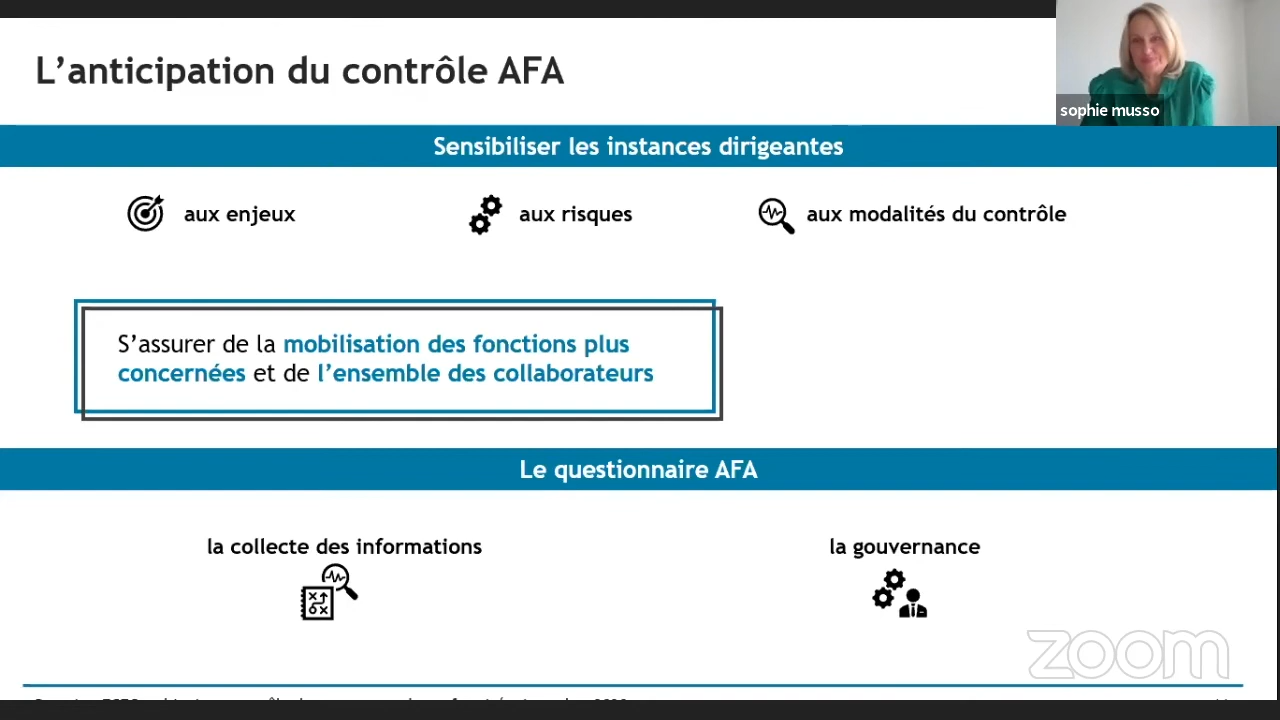 L’anticipation du contrôle AFA
sophie musso
Sensibiliser les instances dirigeantes
aux enjeux
aux risques
aux modalités du contrôle
S’assurer de la mobilisation des fonctions plus
concernées et de l’ensemble des collaborateurs
Le questionnaire AFA
la collecte des informations
la gouvernance
zoom